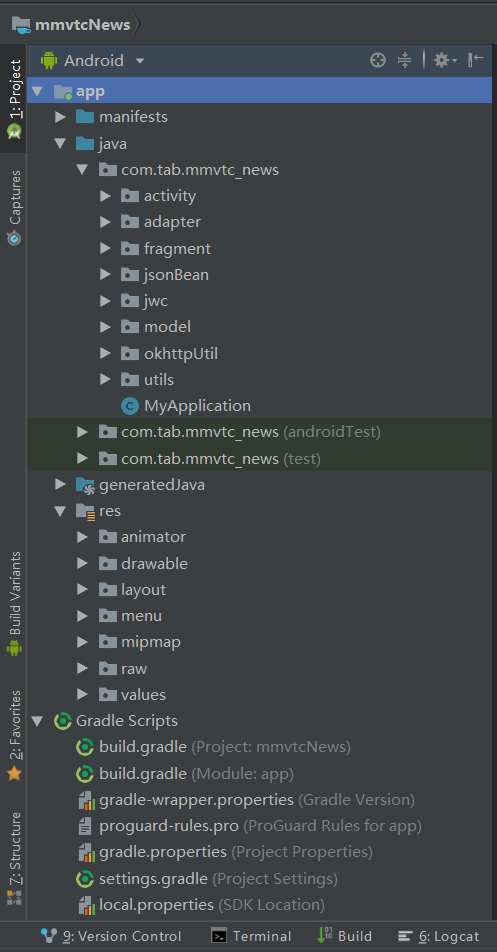 mmvtcNews
Android
1: Project
Captures
Build Variants
2: Favorites
7: Structure
app
manifests
java
com.tab.mmvtc_news
activity
adapter
fragment
jsonBean
jwc
model
okhttpUtil
utils
MyApplication
com.tab.mmvtc_news (androidTest)
com.tab.mmvtc_news (test)
generatedJava
res
animator
drawable
layout
menu
mipmap
raw
values
Gradle Scripts
build.gradle (Project: mmvtcNews)
build.gradle (Module: app)
gradle-wrapper.properties (Gradle Version)
proguard-rules.pro (ProGuard Rules for app)
gradle.properties (Project Properties)
settings.gradle (Project Settings)
local.properties (SDK Location)
9: Version Control Terminal Build 6: Logcat